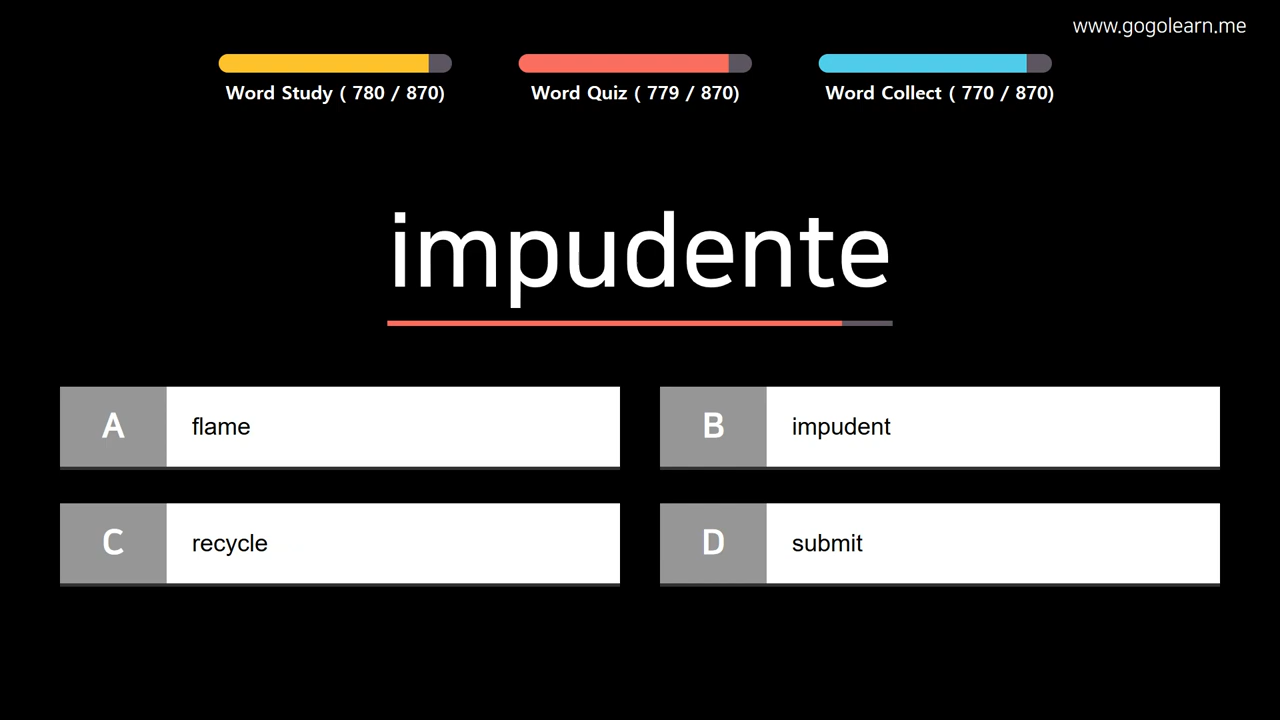 www.gogolearn.me
Word Study ( 780 / 870)
Word Quiz ( 779 / 870)
Word Collect ( 770 / 870)
impudente
A flame
B impudent
C recycle
D submit